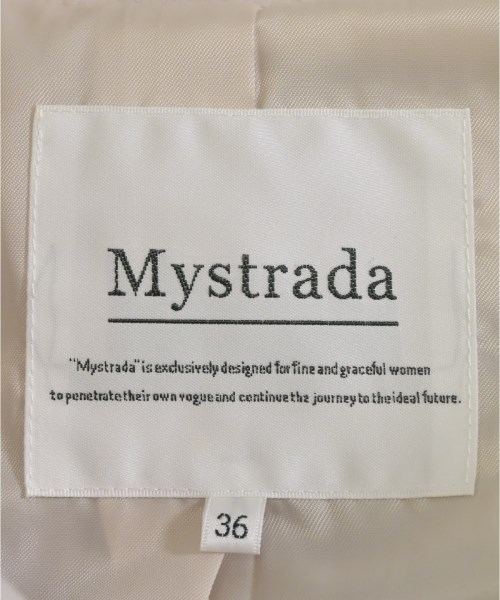 Mystrada
"Mystrada" is exclusively designed for fine and graceful women
to penetrate their own vogue and continue the journey to the ideal future.
36